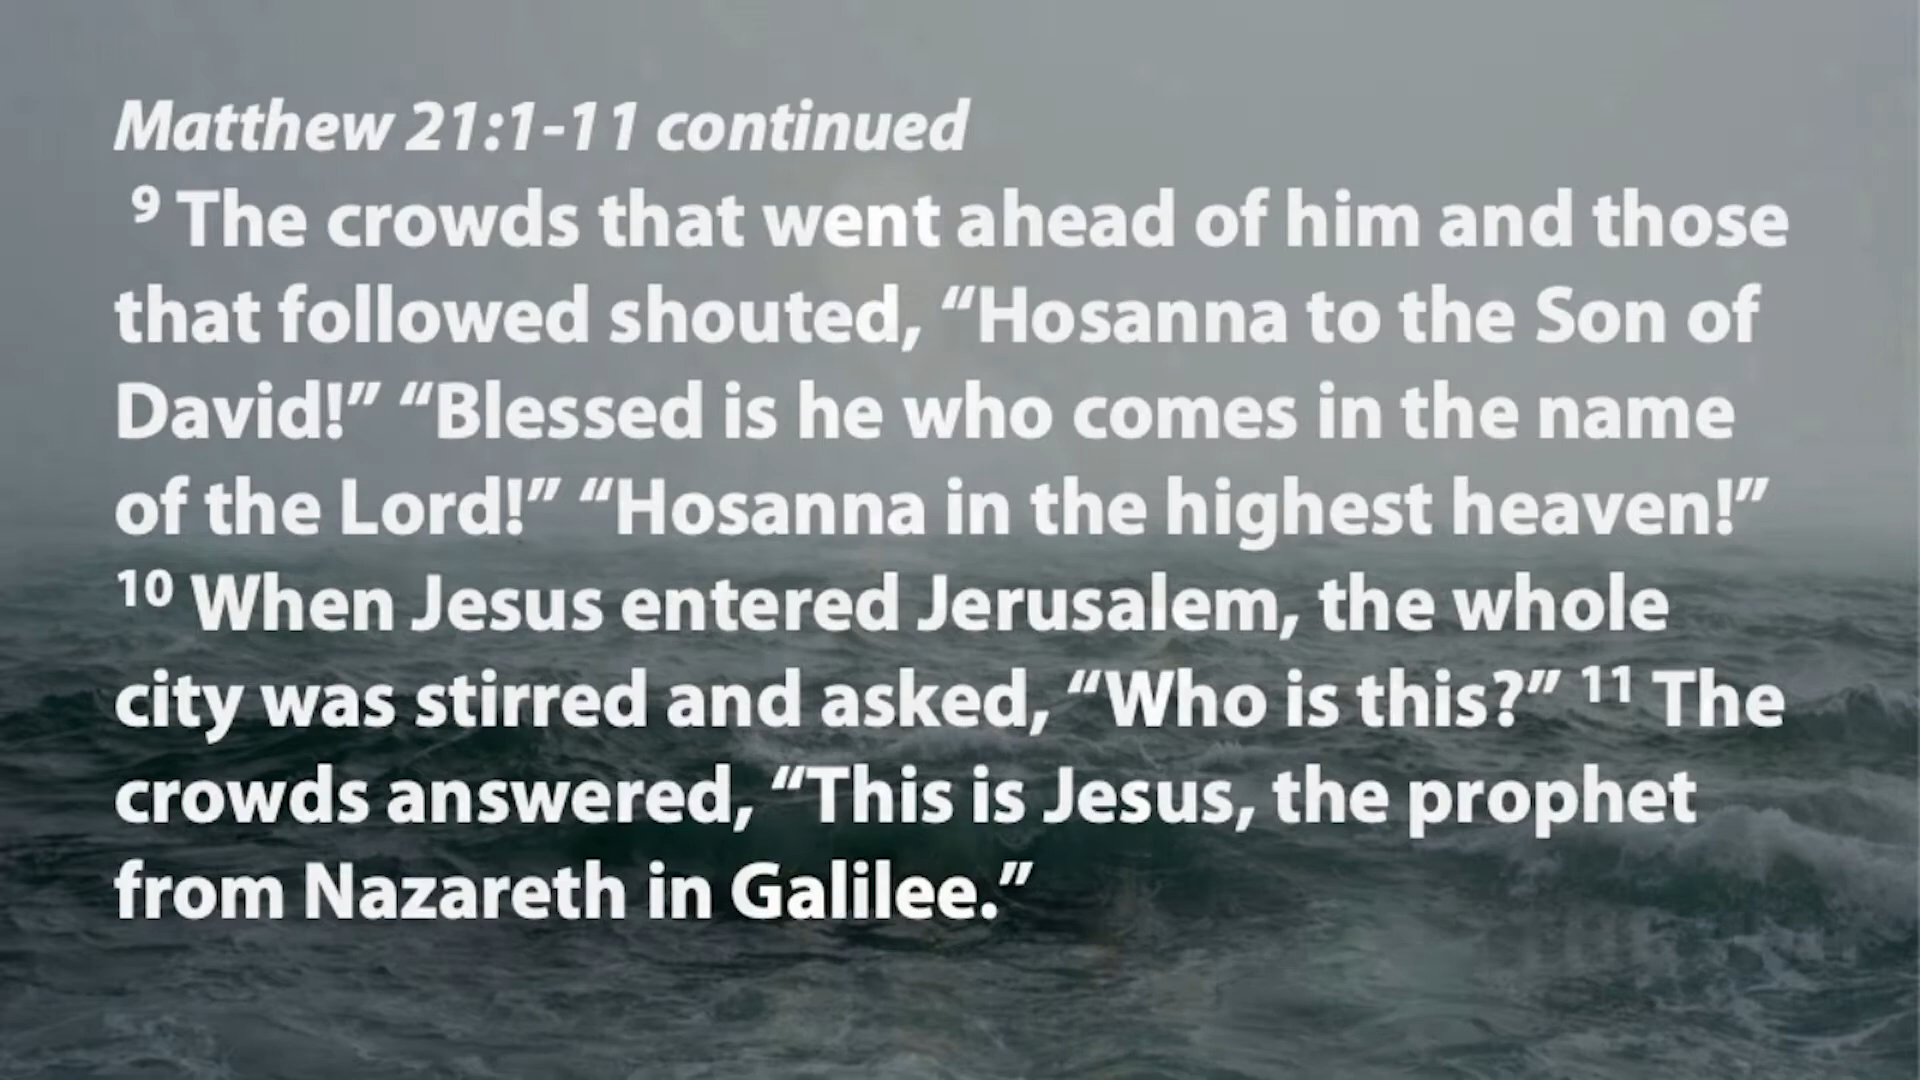 Matthew 21:1-11 continued
⁹ The crowds that went ahead of him and those
that followed shouted, “Hosanna to the Son of
David!” “Blessed is he who comes in the name
of the Lord!” “Hosanna in the highest heaven!”
¹⁰ When Jesus entered Jerusalem, the whole
city was stirred and asked, “Who is this?” ¹¹ The
crowds answered, “This is Jesus, the prophet
from Nazareth in Galilee.”